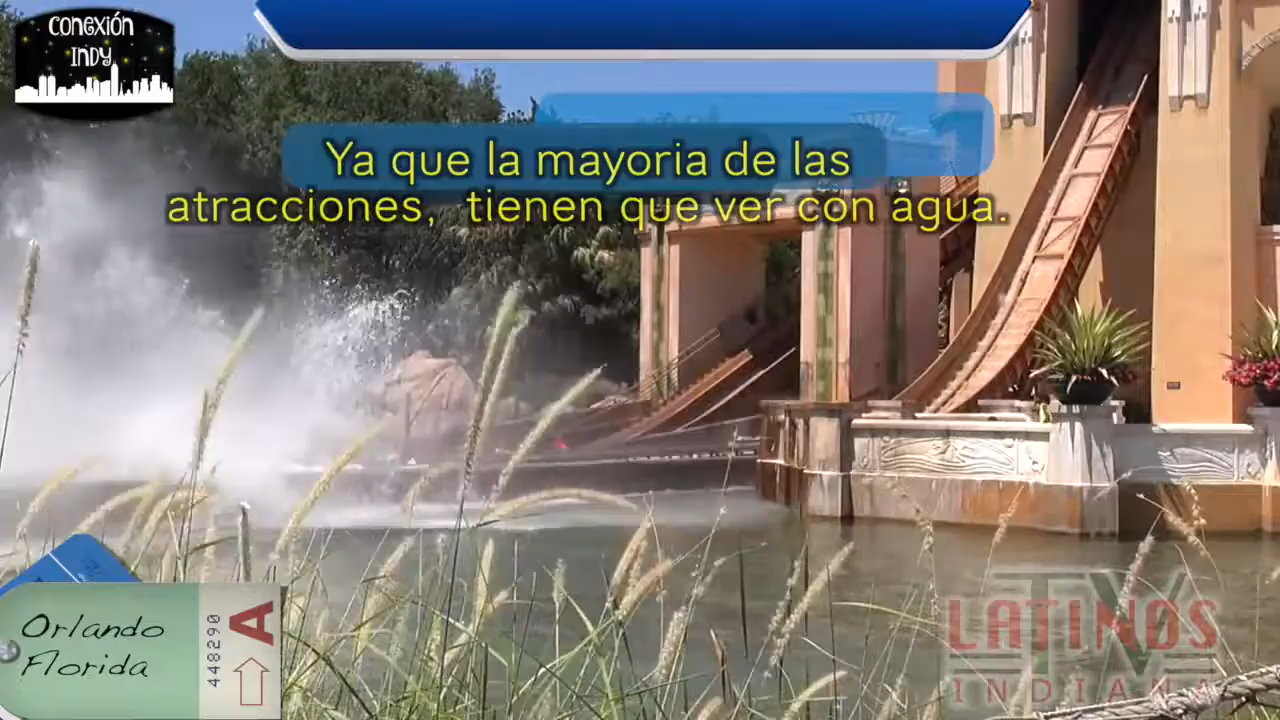 CONEXIÓN
INDY
Ya que la mayoria de las
atracciones, tienen que ver con agua.
Orlando
Florida
448290
A
TV
LATINOS
INDIANA